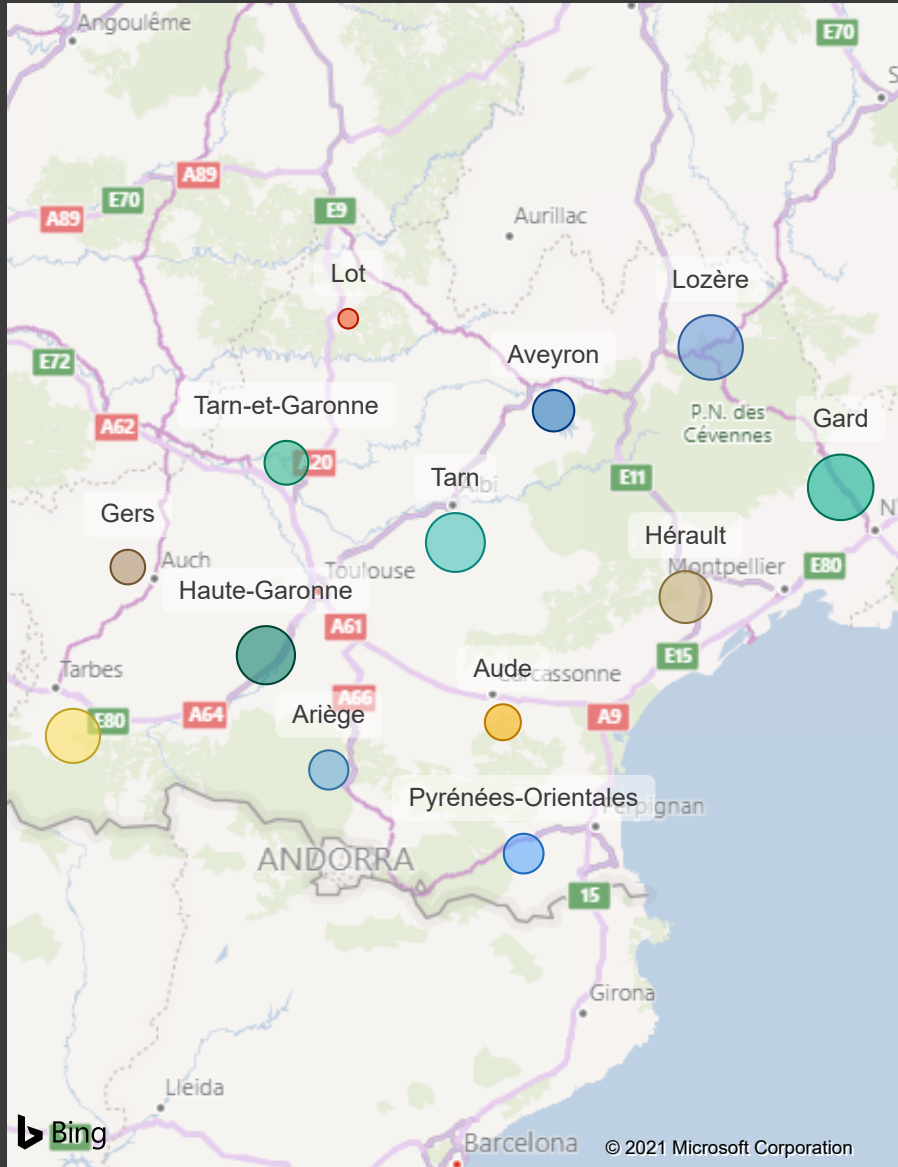 Angoulême
E70
S
A89
E70
A89
E9
Aurillac
Lot
Lozère
E72
Aveyron
Tarn-et-Garonne
P.N. des
Cévennes
Gard
A62
A20
Tarn
Albi
E11
Gers
N
Hérault
Auch
Toulouse
Montpellier
E80
Haute-Garonne
A61
E15
Tarbes
Aude
Carcassonne
A66
E80
A64
Ariège
A9
Pyrénées-Orientales
Perpignan
ANDORRA
15
Girona
Lleida
Bing
Barcelona
© 2021 Microsoft Corporation